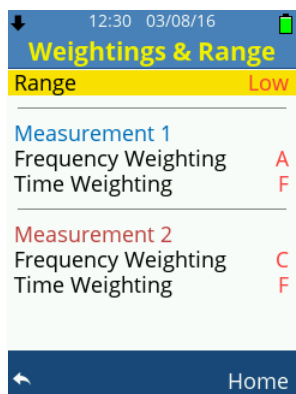 12:30 03/08/16
Weightings & Range
Range Low
Measurement 1
Frequency Weighting A
Time Weighting F
Measurement 2
Frequency Weighting C
Time Weighting F
Home